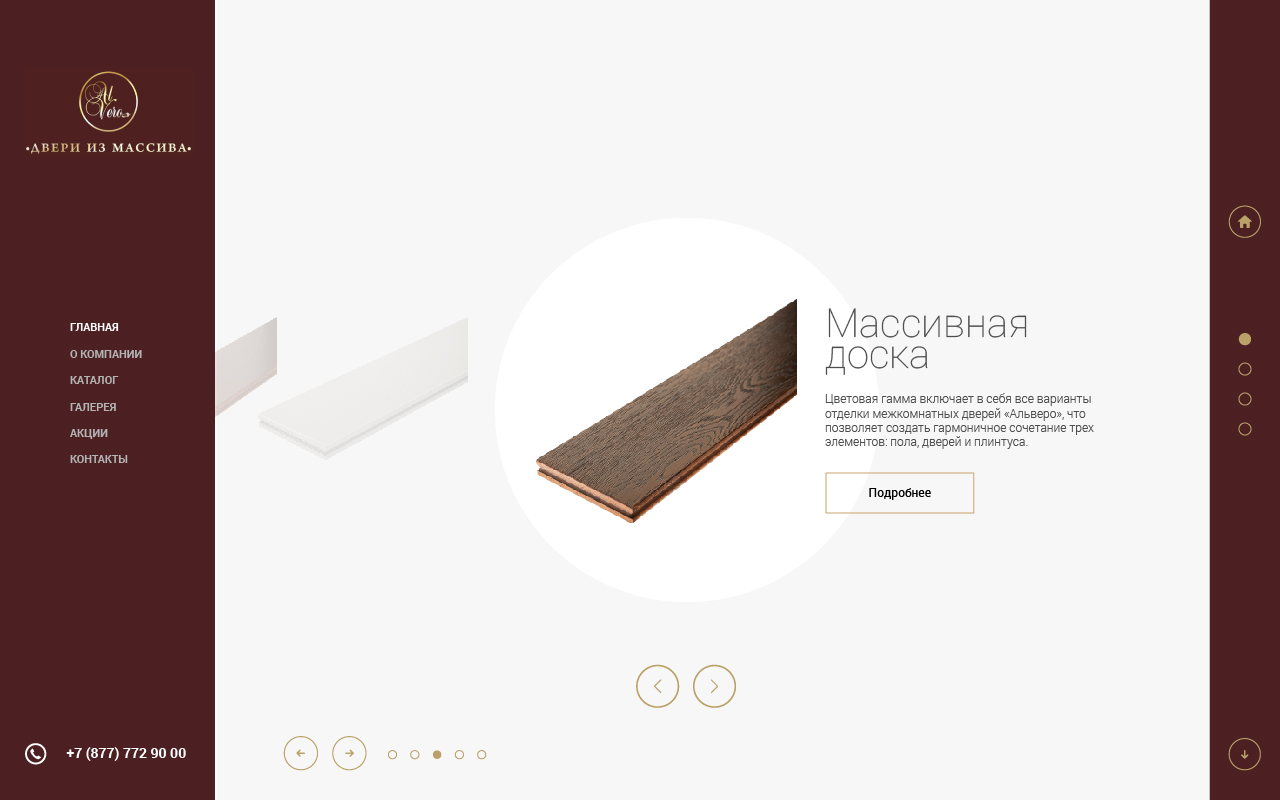 Al
Vero
•ДВЕРИ ИЗ МАССИВА•
ГЛАВНАЯ
О КОМПАНИИ
КАТАЛОГ
ГАЛЕРЕЯ
АКЦИИ
КОНТАКТЫ
+7 (877) 772 90 00
Массивная
доска
Цветовая гамма включает в себя все варианты
отделки межкомнатных дверей «Альверо», что
позволяет создать гармоничное сочетание трех
элементов: пола, дверей и плинтуса.
Подробнее